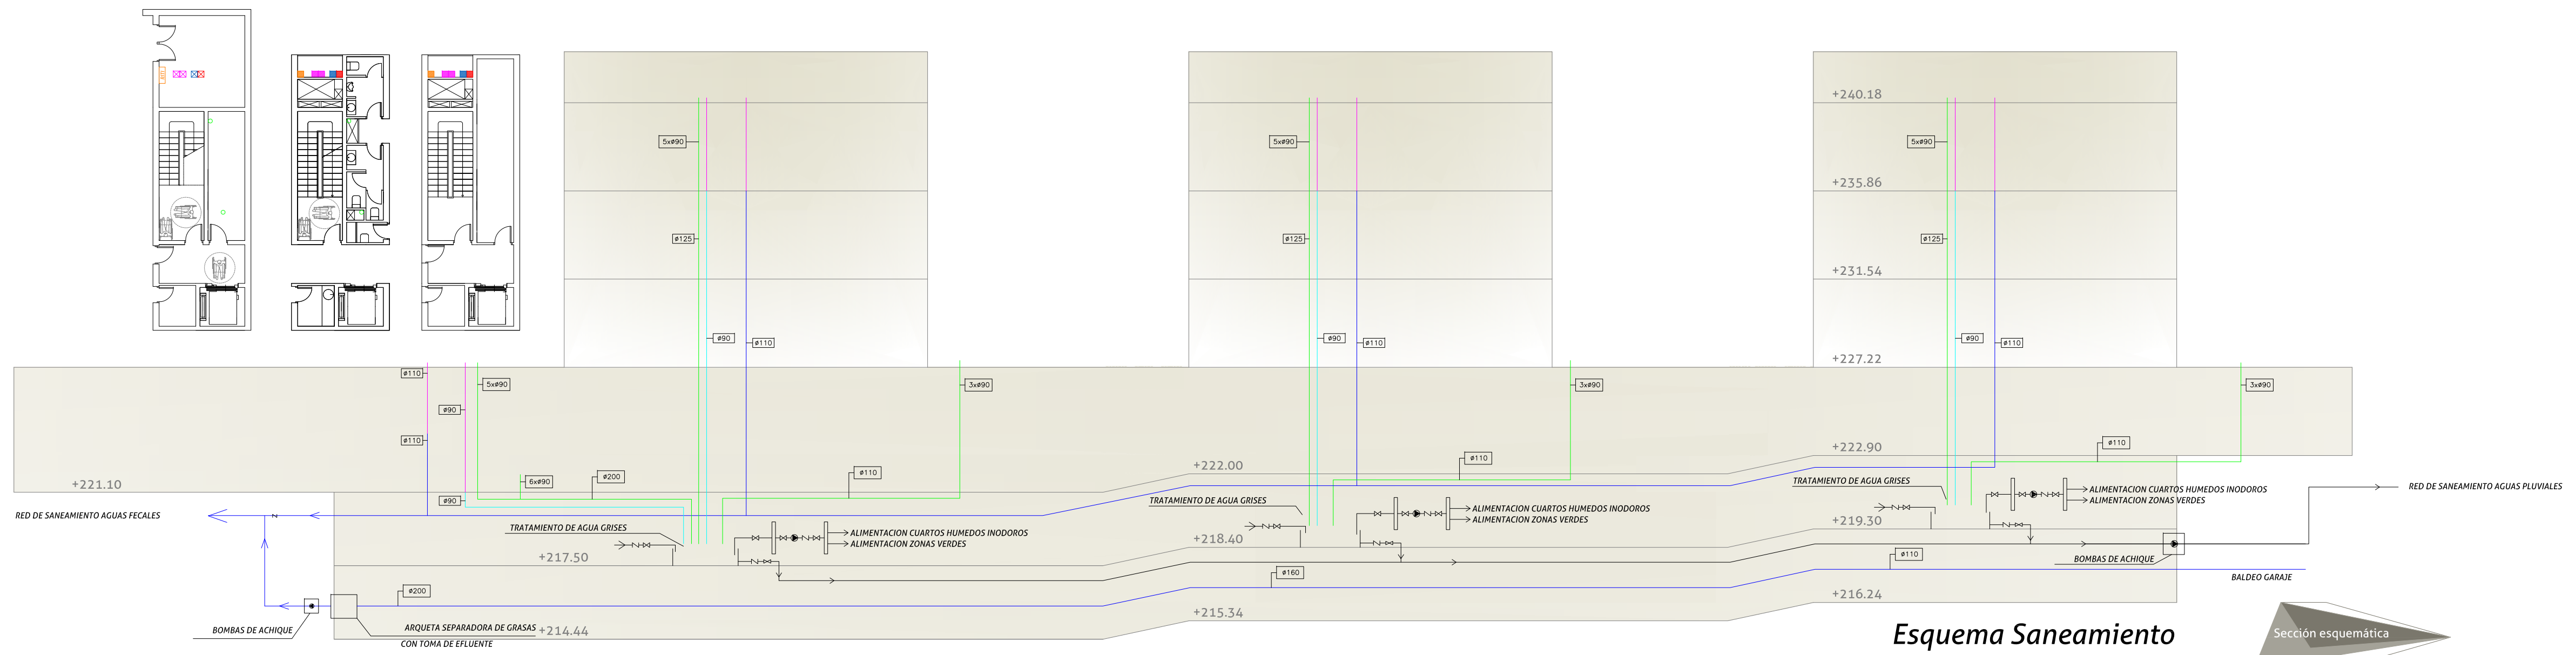 +240.18
5xø90
5xø90
5xø90
+235.86
ø125
ø125
ø125
+231.54
ø90
ø110
ø90
ø110
ø90
ø110
+227.22
ø110
5xø90
3xø90
3xø90
3xø90
ø90
ø110
ø110
+222.90
+222.00
ø110
ø110
+221.10
6xø90
ø200
TRATAMIENTO DE AGUA GRISES
ø90
TRATAMIENTO DE AGUA GRISES
ALIMENTACION CUARTOS HUMEDOS INODOROS
ALIMENTACION ZONAS VERDES
RED DE SANEAMIENTO AGUAS PLUVIALES
RED DE SANEAMIENTO AGUAS FECALES
ALIMENTACION CUARTOS HUMEDOS INODOROS
ALIMENTACION ZONAS VERDES
+219.30
TRATAMIENTO DE AGUA GRISES
ALIMENTACION CUARTOS HUMEDOS INODOROS
ALIMENTACION ZONAS VERDES
+218.40
+217.50
ø110
BOMBAS DE ACHIQUE
ø160
BALDEO GARAJE
ø200
+216.24
+215.34
BOMBAS DE ACHIQUE
ARQUETA SEPARADORA DE GRASAS
+214.44
CON TOMA DE EFLUENTE
Esquema Saneamiento
Sección esquemática